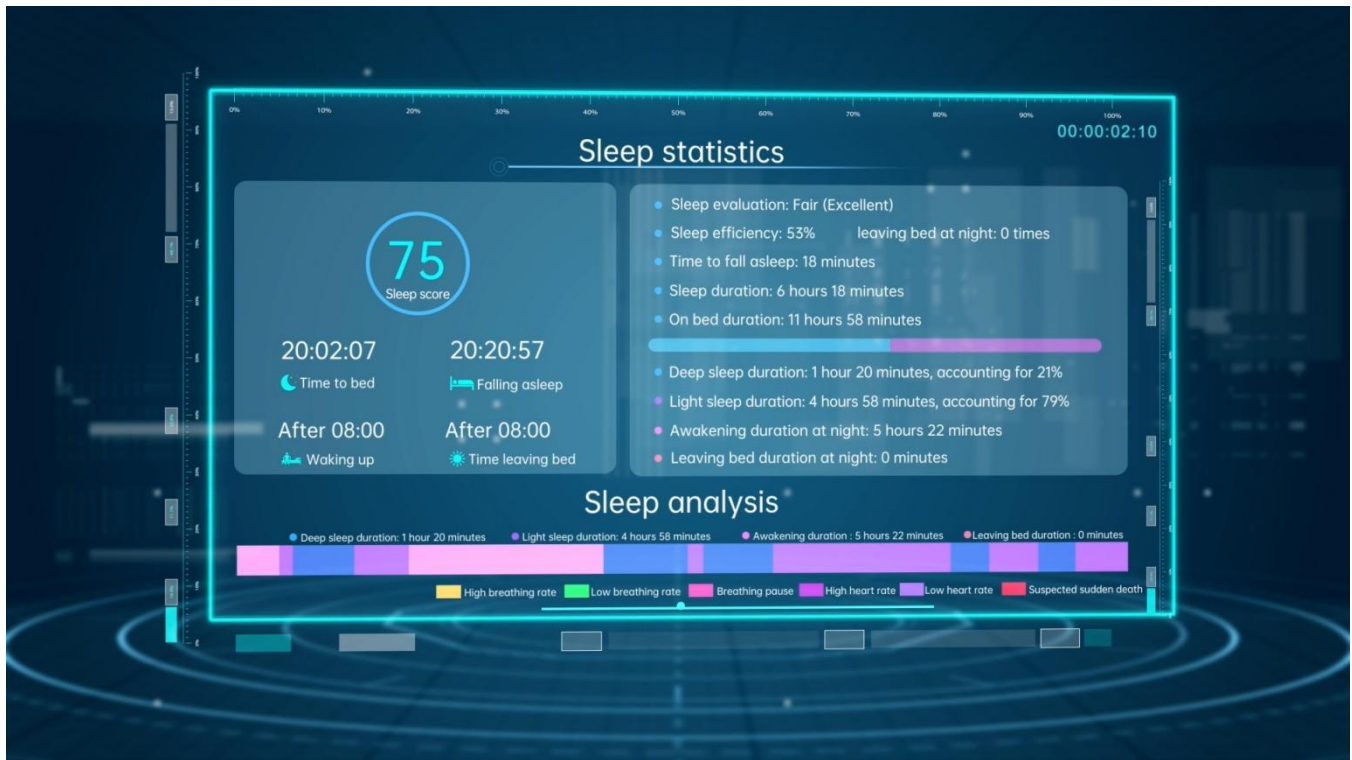 0% 10% 20% 30% 40% 50% 60% 70% 80% 90% 100%
00:00:02:10
Sleep statistics
75
Sleep score
20:02:07 20:20:57
Time to bed Falling asleep
After 08:00 After 08:00
Waking up Time leaving bed
Sleep evaluation: Fair (Excellent)
Sleep efficiency: 53% leaving bed at night: 0 times
Time to fall asleep: 18 minutes
Sleep duration: 6 hours 18 minutes
On bed duration: 11 hours 58 minutes
Deep sleep duration: 1 hour 20 minutes, accounting for 21%
Light sleep duration: 4 hours 58 minutes, accounting for 79%
Awakening duration at night: 5 hours 22 minutes
Leaving bed duration at night: 0 minutes
Sleep analysis
Deep sleep duration: 1 hour 20 minutes Light sleep duration: 4 hours 58 minutes Awakening duration : 5 hours 22 minutes Leaving bed duration : 0 minutes
High breathing rate Low breathing rate Breathing pause High heart rate Low heart rate Suspected sudden death